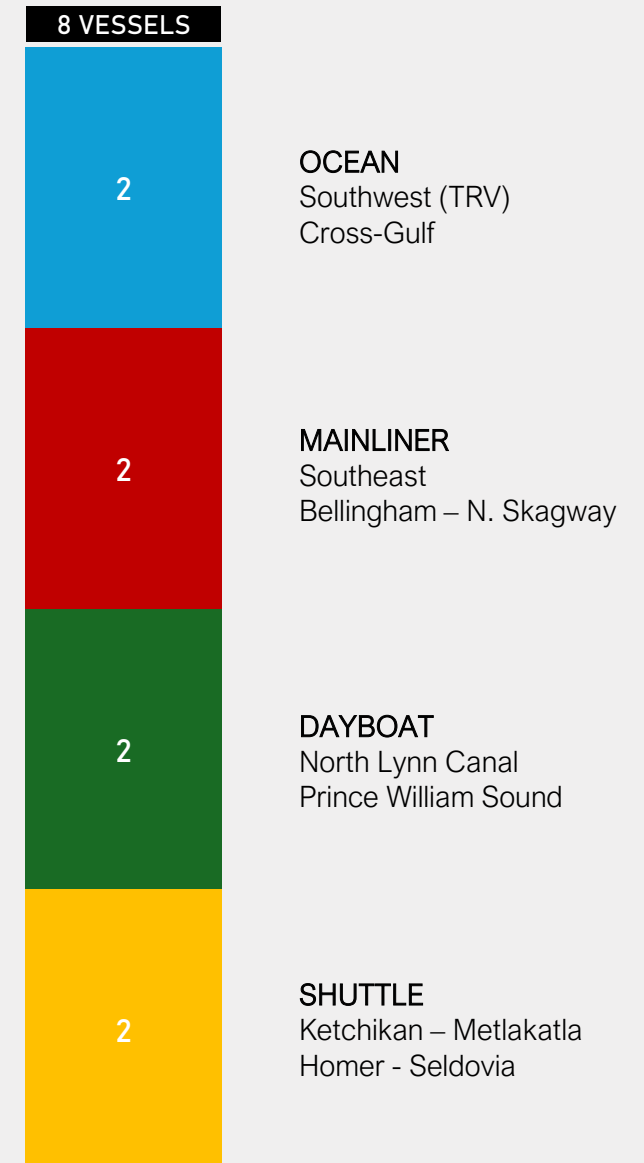 8 VESSELS
2
OCEAN
Southwest (TRV)
Cross-Gulf
2
MAINLINER
Southeast
Bellingham – N. Skagway
2
DAYBOAT
North Lynn Canal
Prince William Sound
2
SHUTTLE
Ketchikan – Metlakatla
Homer - Seldovia